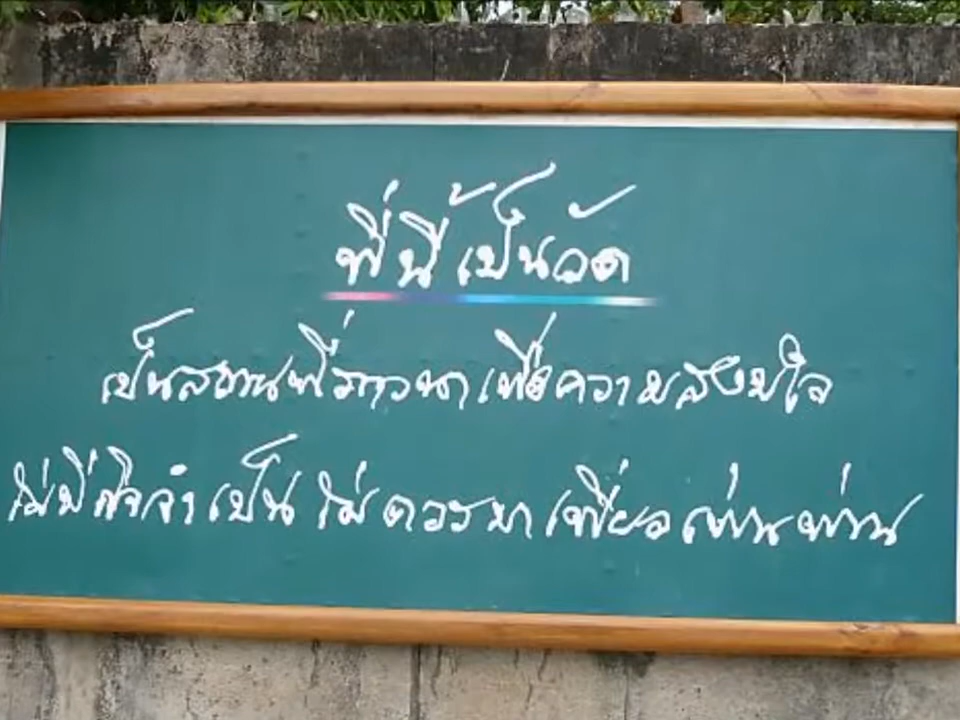 ที่นี้เป็นวัด
เป็นสถานที่ภาวนาเพื่อความสงบใจ
ไม่มีกิจจำเป็น ไม่ควรมาเที่ยวพ่านพ่าน